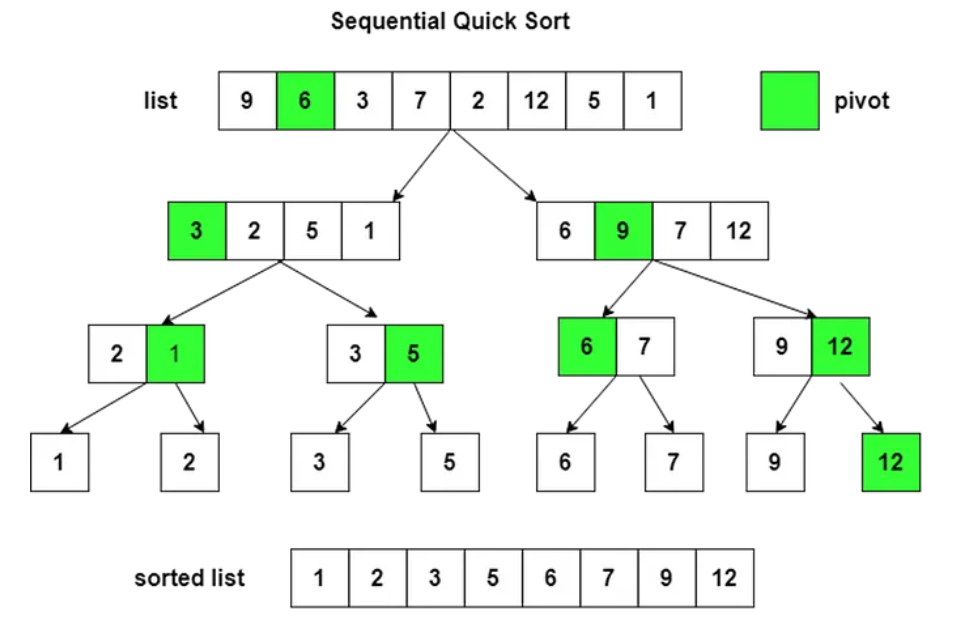 Sequential Quick Sort
list 9 6 3 7 2 12 5 1 pivot
3 2 5 1 6 9 7 12
2 1 3 5 6 7 9 12
1 2 3 5 6 7 9 12
sorted list 1 2 3 5 6 7 9 12